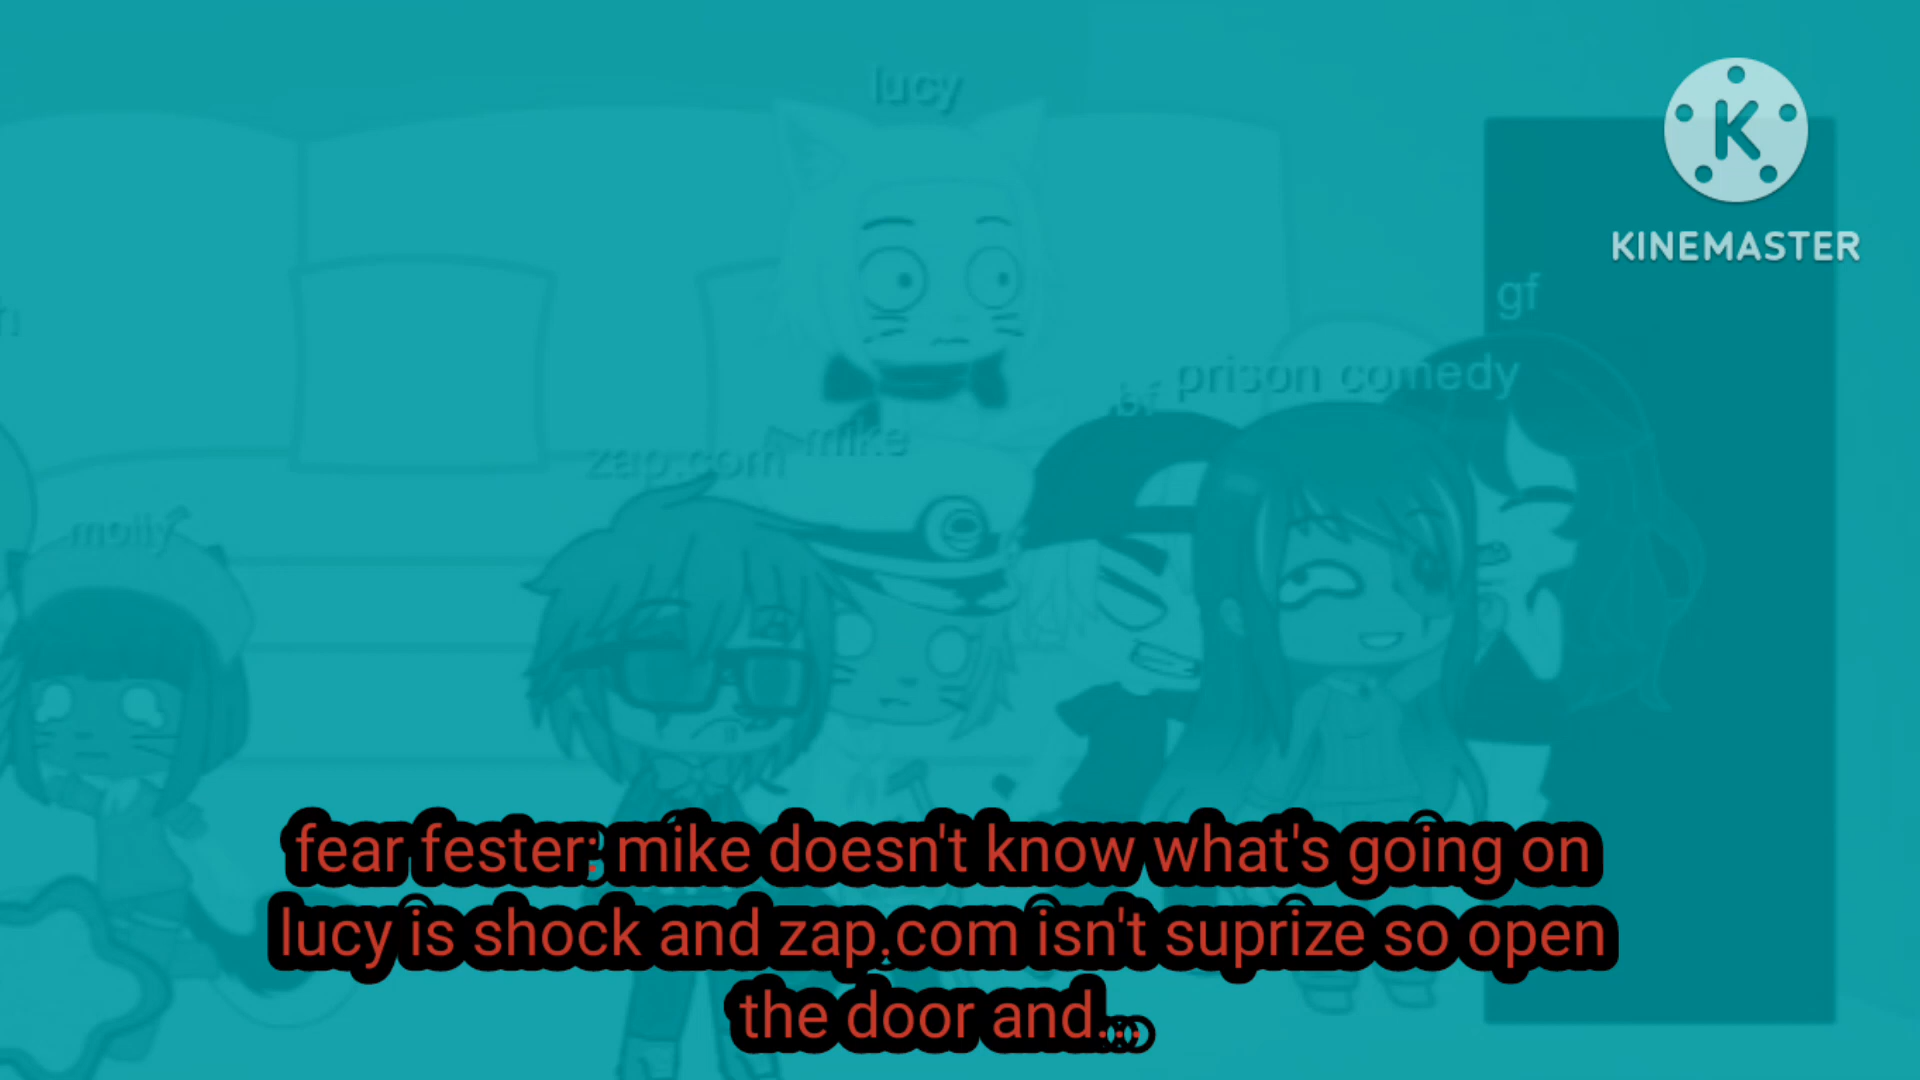 lucy
KINEMASTER
gf
prison comedy
bf
mike
zap.com
molly
fear fester; mike doesn't know what's going on
lucy is shock and zap.com isn't suprize so open
the door and...